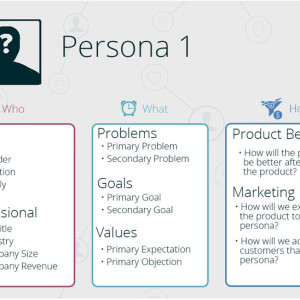 ?
Persona 1
Who
der
tion
ly
sional
itle
stry
pany Size
pany Revenue
What
Problems
• Primary Problem
• Secondary Problem
Goals
• Primary Goal
• Secondary Goal
Values
• Primary Expectation
• Primary Objection
Ho
Product Be
• How will the p
be better afte
the product?
Marketing
• How will we ex
the product to
persona?
• How will we ac
customers tha
persona?